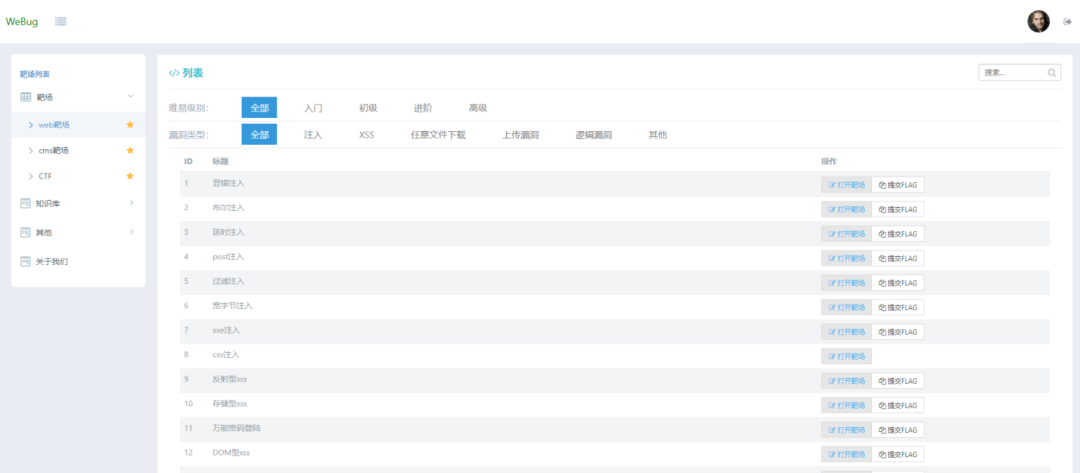 WeBug
靶场列表
靶场
web靶场
cms靶场
CTF
知识库
其他
关于我们
列表
搜索...
难易级别: 全部 入门 初级 进阶 高级
漏洞类型: 全部 注入 XSS 任意文件下载 上传漏洞 逻辑漏洞 其他
ID 标题 操作
1 显错注入 打开靶场 提交FLAG
2 布尔注入 打开靶场 提交FLAG
3 延时注入 打开靶场 提交FLAG
4 post注入 打开靶场 提交FLAG
5 过滤注入 打开靶场 提交FLAG
6 宽字节注入 打开靶场 提交FLAG
7 xxe注入 打开靶场 提交FLAG
8 csv注入 打开靶场
9 反射型xss 打开靶场 提交FLAG
10 存储型xss 打开靶场 提交FLAG
11 万能密码登陆 打开靶场 提交FLAG
12 DOM型xss 打开靶场 提交FLAG